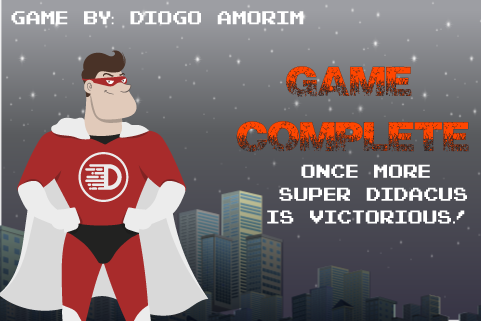 GAME BY: DIOGO AMORIM
GAME
COMPLETE
ONCE MORE
SUPER DIDACUS
IS VICTORIOUS!
D